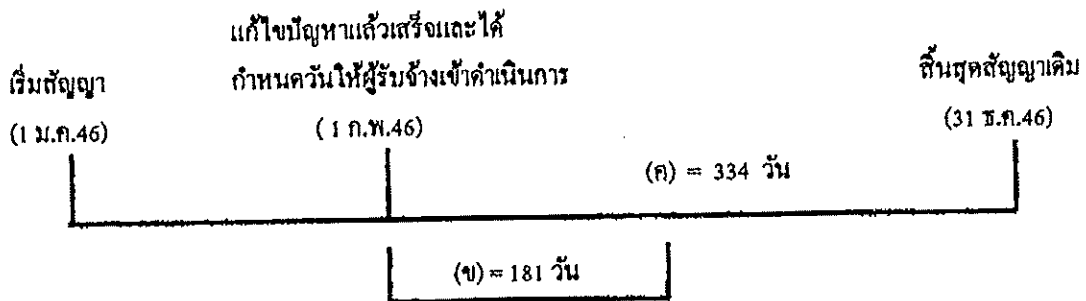 แก้ไขปัญหาแล้วเสร็จและได้
เริ่มสัญญา
กำหนดวันให้ผู้รับจ้างเข้าดำเนินการ
สิ้นสุดสัญญาเดิม
(1 ม.ค.46)
( 1 ก.พ.46)
(31 ธ.ค.46)
(ค) = 334 วัน
(ข) = 181 วัน